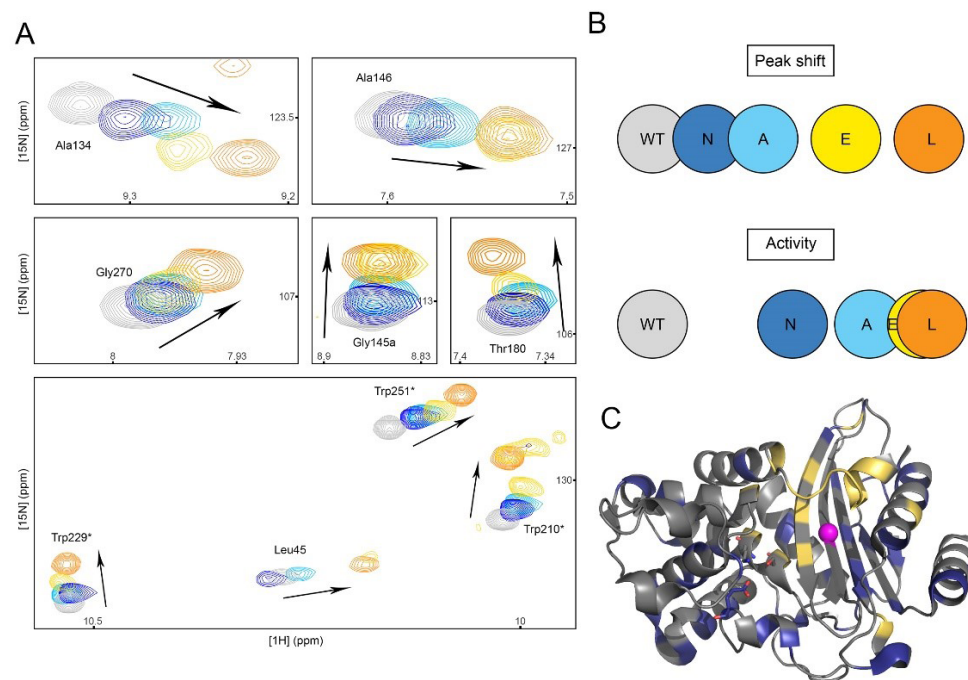 A
[15N] (ppm)
Ala134
123.5
9.3
9.2
Ala146
127
7.6
7.5
[15N] (ppm)
Gly270
107
8
7.93
Gly145a
113
8.9
8.83
Thr180
106
7.4
7.34
[15N] (ppm)
Trp251*
130
Trp210*
Trp229*
Leu45
10.5
10
[1H] (ppm)
B
Peak shift
WT N A E L
Activity
WT N A E L
C